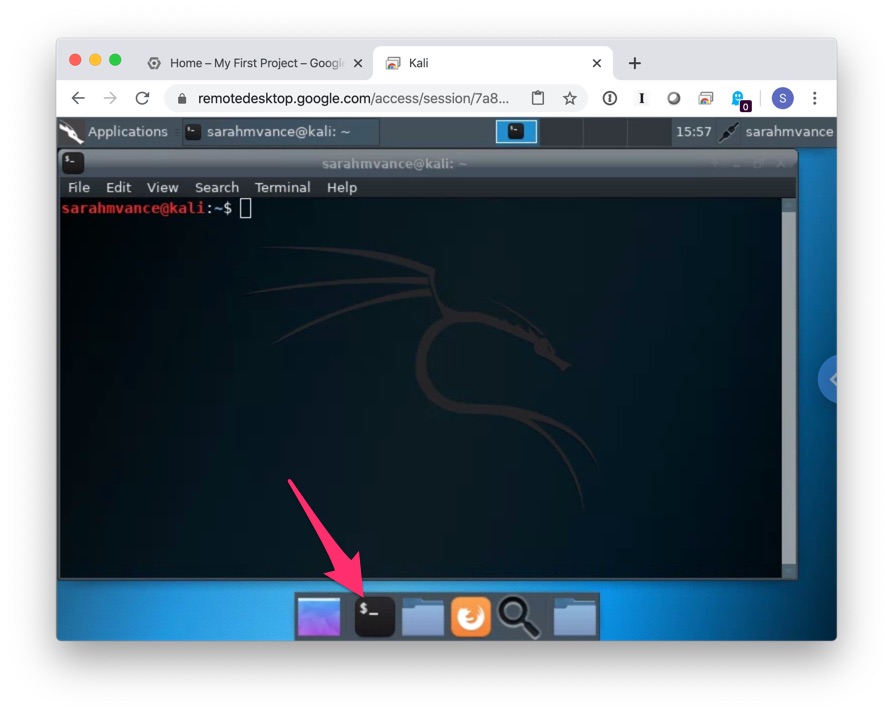 Home – My First Project – Google
Kali
remotedesktop.google.com/access/session/7a8...
0
S
Applications
sarahmvance@kali: ~
15:57
sarahmvance
sarahmvance@kali: ~
File Edit View Search Terminal Help
sarahmvance@kali:~$
$_